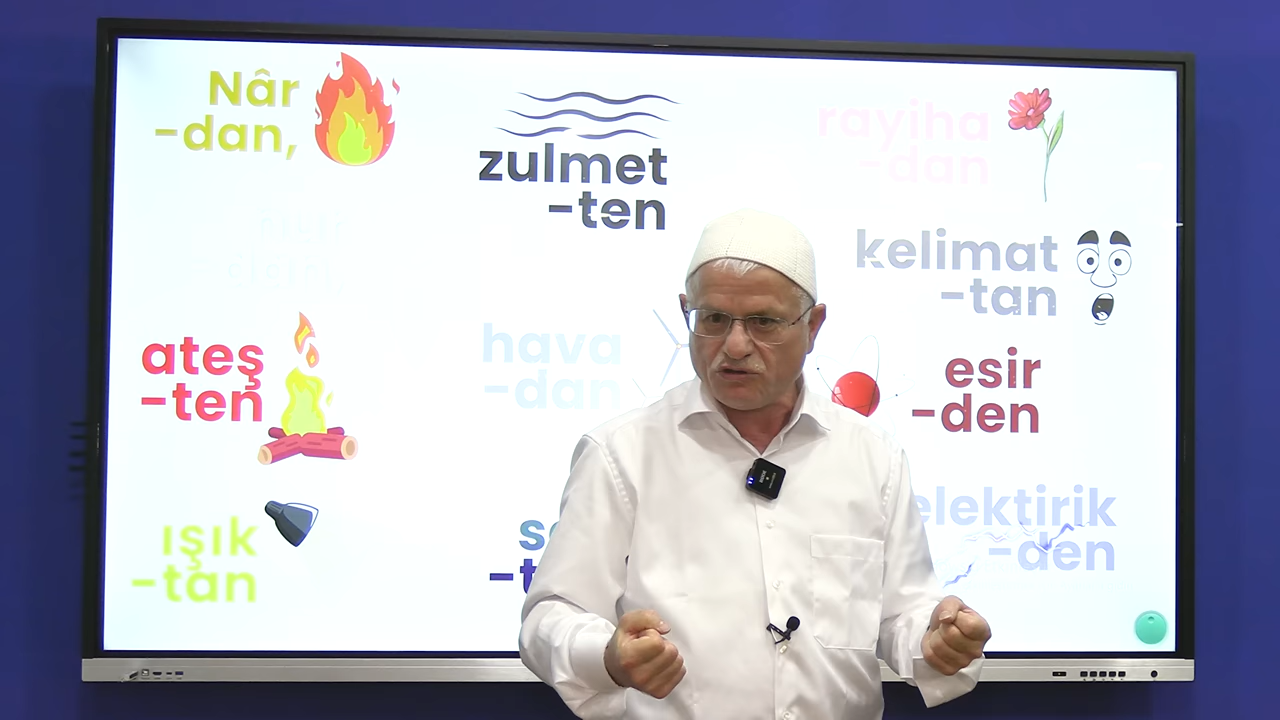 Nâr
-dan,
zulmet
-ten
rayiha
-dan
kelimat
-tan
ateş
-ten
hava
-dan
esir
-den
ışık
-tan
elektirik
-den